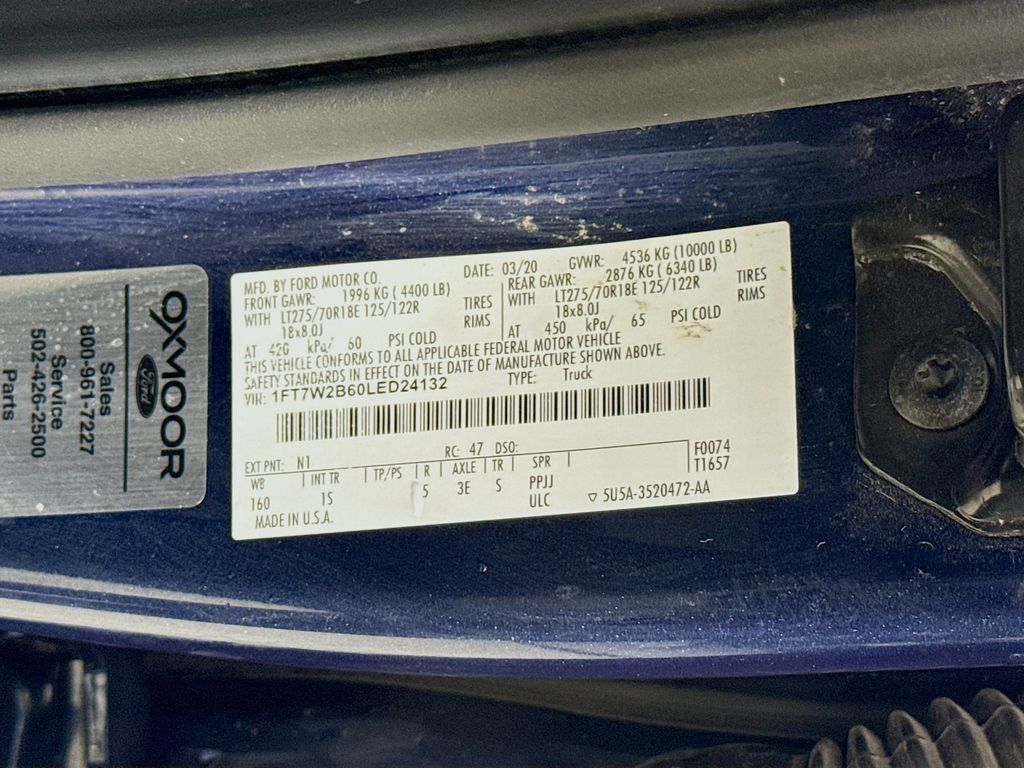 OXMOOR
Ford
Sales
800-961-7227
Service
502-426-2500
Parts
MFD. BY FORD MOTOR CO.
DATE: 03/20 GVWR: 4536 KG (10000 LB)
FRONT GAWR: 1996 KG ( 4400 LB)
WITH LT275/70R18E 125/122R TIRES
18x8.0J RIMS
AT 420 kPa/ 60 PSI COLD
REAR GAWR: 2876 KG ( 6340 LB)
WITH LT275/70R18E 125/122R TIRES
18x8.0J RIMS
AT 450 kPa/ 65 PSI COLD
THIS VEHICLE CONFORMS TO ALL APPLICABLE FEDERAL MOTOR VEHICLE
SAFETY STANDARDS IN EFFECT ON THE DATE OF MANUFACTURE SHOWN ABOVE.
VIN: 1FT7W2B60LED24132 TYPE: Truck
EXT PNT: N1 RC: 47 DSO: F0074
WB INT TR TP/PS R AXLE TR SPR T1657
160 1S 5 3E S PPJJ
ULC
MADE IN U.S.A. ▽ 5U5A-3520472-AA